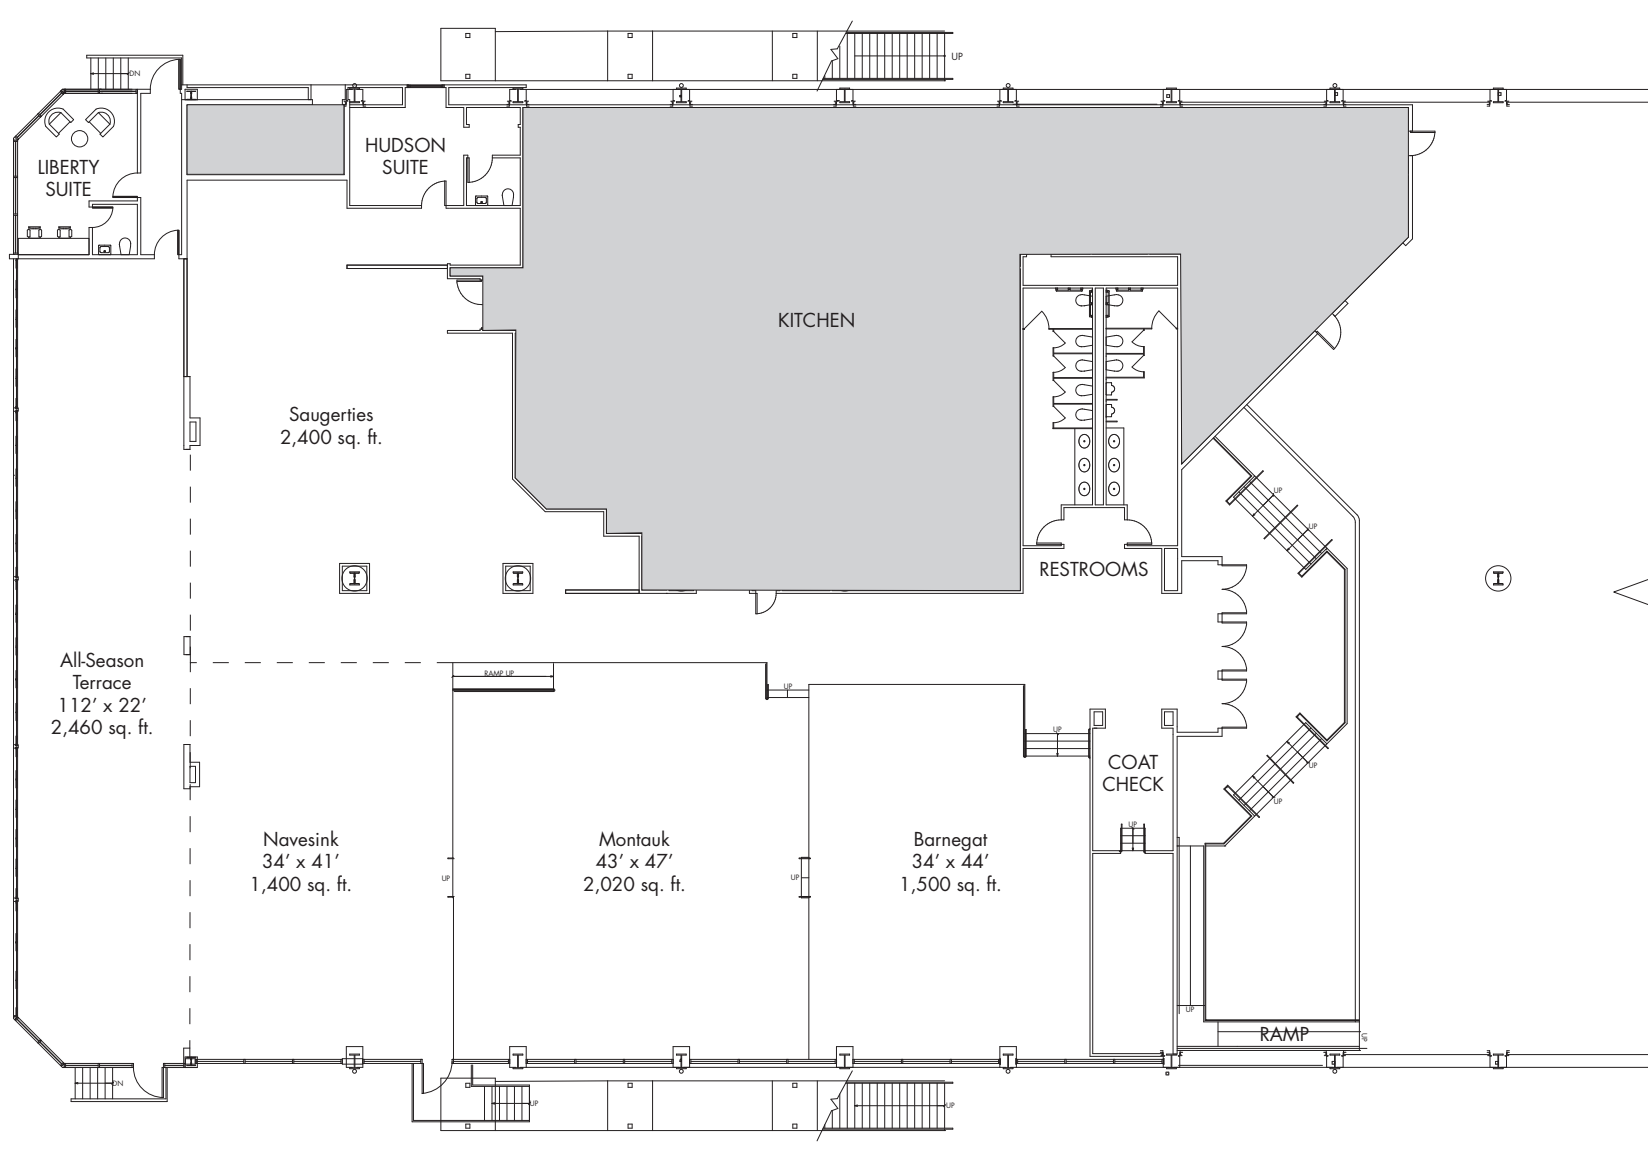 UP
DN
LIBERTY
SUITE
HUDSON
SUITE
KITCHEN
Saugerties
2,400 sq. ft.
UP
UP
RESTROOMS
All-Season
Terrace
112’ x 22’
2,460 sq. ft.
RAMP UP
UP
UP
COAT
CHECK
UP
UP
UP
Navesink
34’ x 41’
1,400 sq. ft.
UP
Montauk
43’ x 47’
2,020 sq. ft.
UP
Barnegat
34’ x 44’
1,500 sq. ft.
UP
RAMP
UP
DN
UP
UP